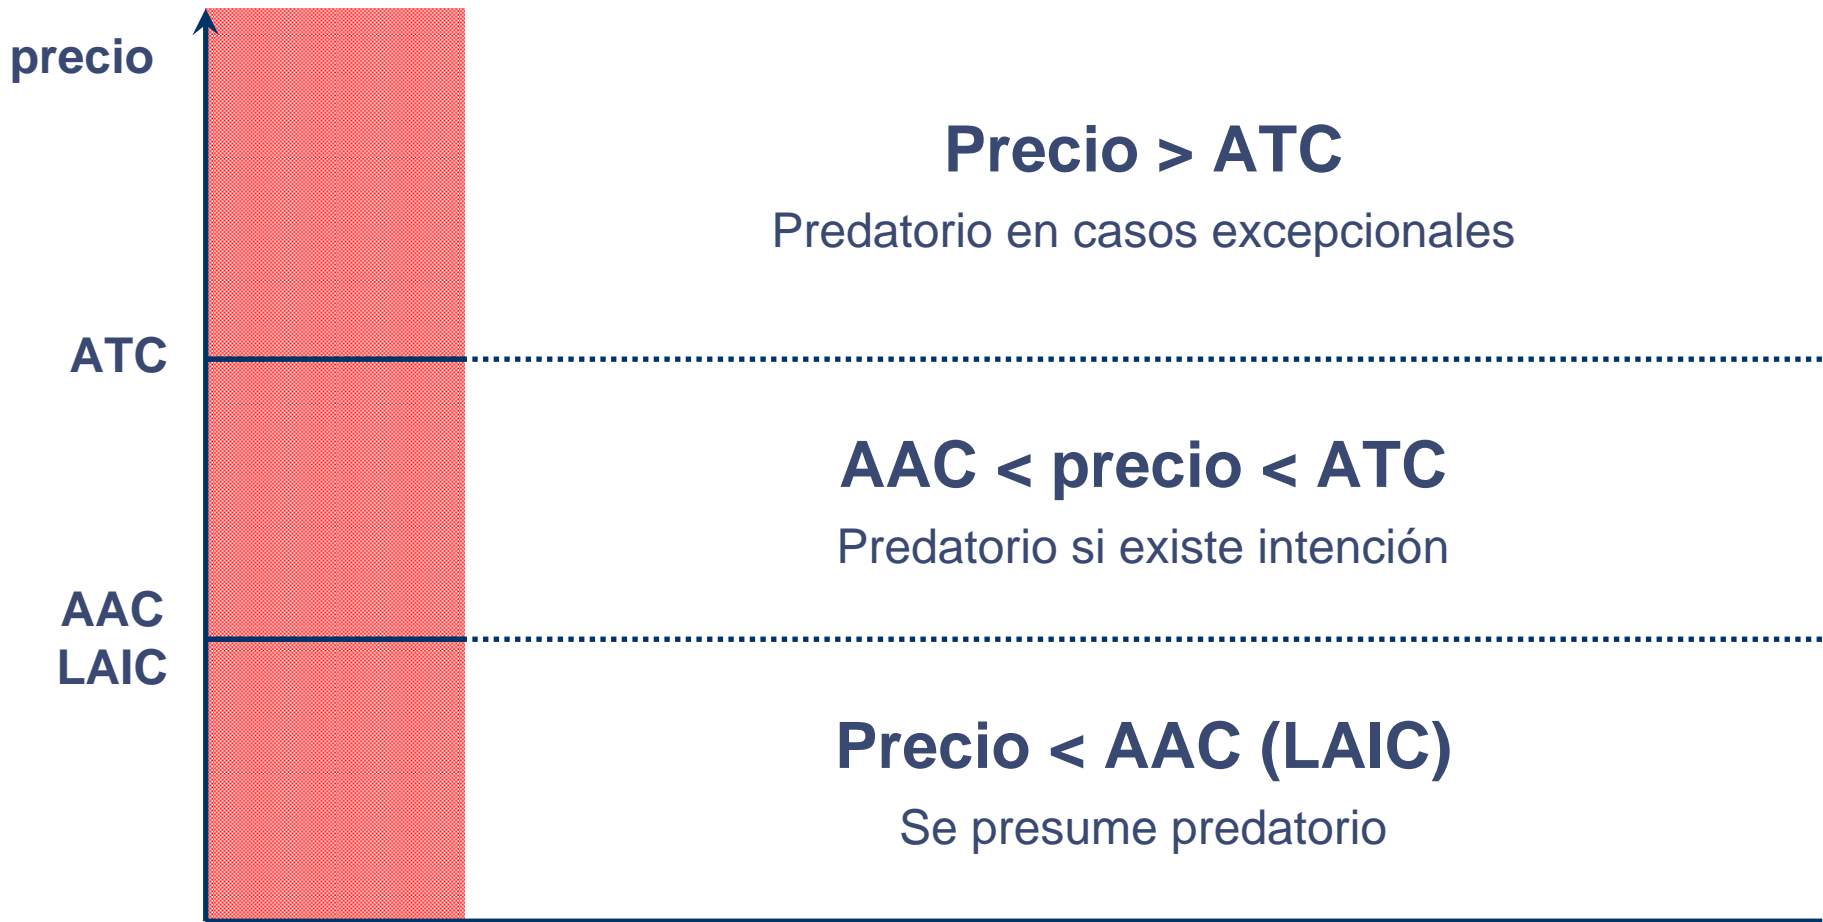 precio
Precio > ATC
Predatorio en casos excepcionales
ATC
AAC < precio < ATC
Predatorio si existe intención
AAC
LAIC
Precio < AAC (LAIC)
Se presume predatorio